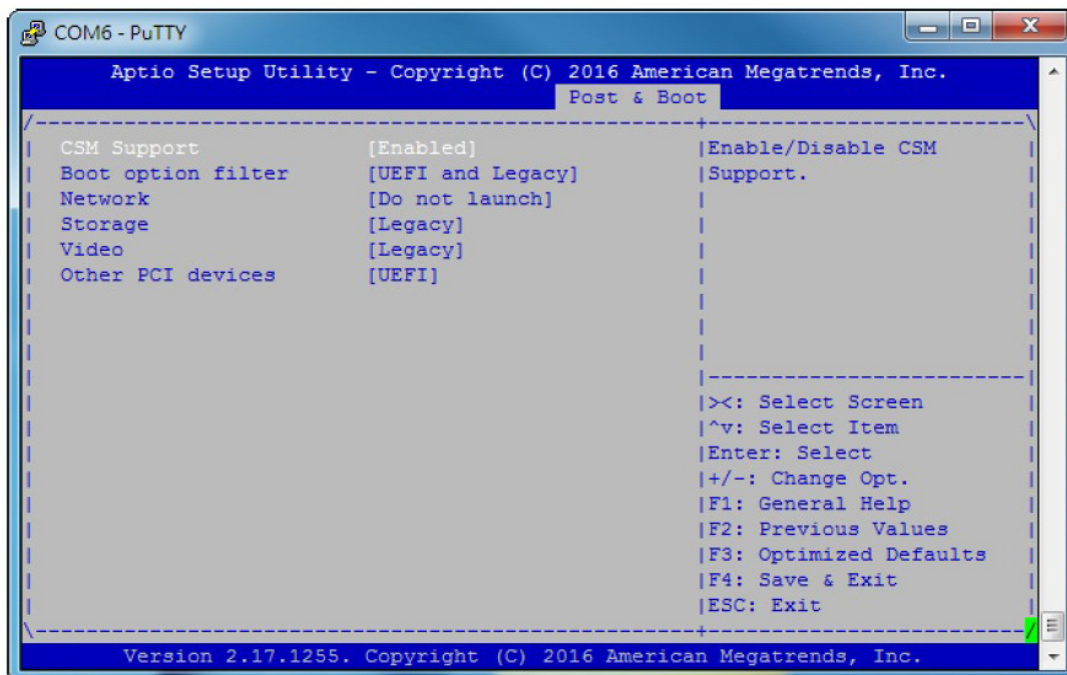 COM6 - PuTTY
Aptio Setup Utility - Copyright (C) 2016 American Megatrends, Inc.
Post & Boot
/----------------------------------------------------+-------------------------\
CSM Support [Enabled] |Enable/Disable CSM
Boot option filter [UEFI and Legacy] |Support.
Network [Do not launch]
Storage [Legacy]
Video [Legacy]
Other PCI devices [UEFI]
|><: Select Screen
|^v: Select Item
|Enter: Select
|+/-: Change Opt.
|F1: General Help
|F2: Previous Values
|F3: Optimized Defaults
|F4: Save & Exit
|ESC: Exit
\----------------------------------------------------+-------------------------/
Version 2.17.1255. Copyright (C) 2016 American Megatrends, Inc.